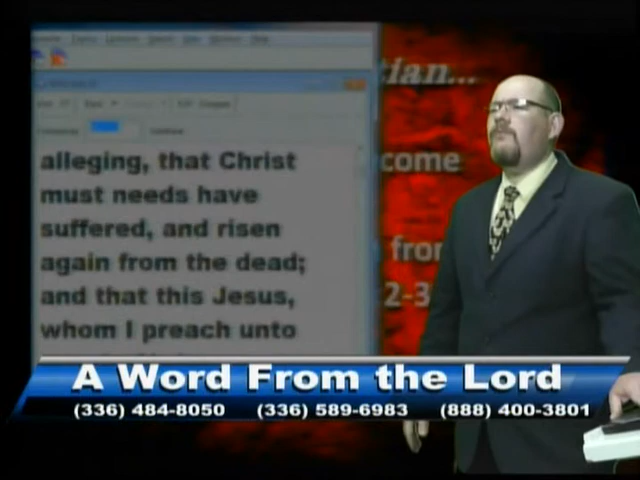 alleging, that Christ
must needs have
suffered, and risen
again from the dead;
and that this Jesus,
whom I preach unto
tian...
come
from
2-3
A Word From the Lord
(336) 484-8050 (336) 589-6983 (888) 400-3801